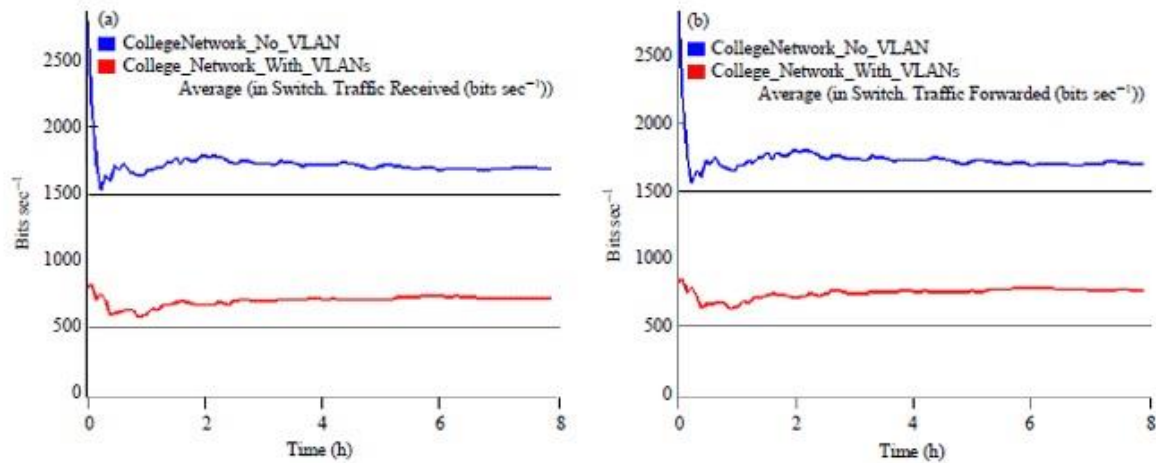 (a)
CollegeNetwork_No_VLAN
College_Network_With_VLANs
Average (in Switch. Traffic Received (bits sec⁻¹))
2500
2000
1500
1000
500
0
Bits sec⁻¹
0 2 4 6 8
Time (h)
(b)
CollegeNetwork_No_VLAN
College_Network_With_VLANs
Average (in Switch. Traffic Forwarded (bits sec⁻¹))
2500
2000
1500
1000
500
0
Bits sec⁻¹
0 2 4 6 8
Time (h)